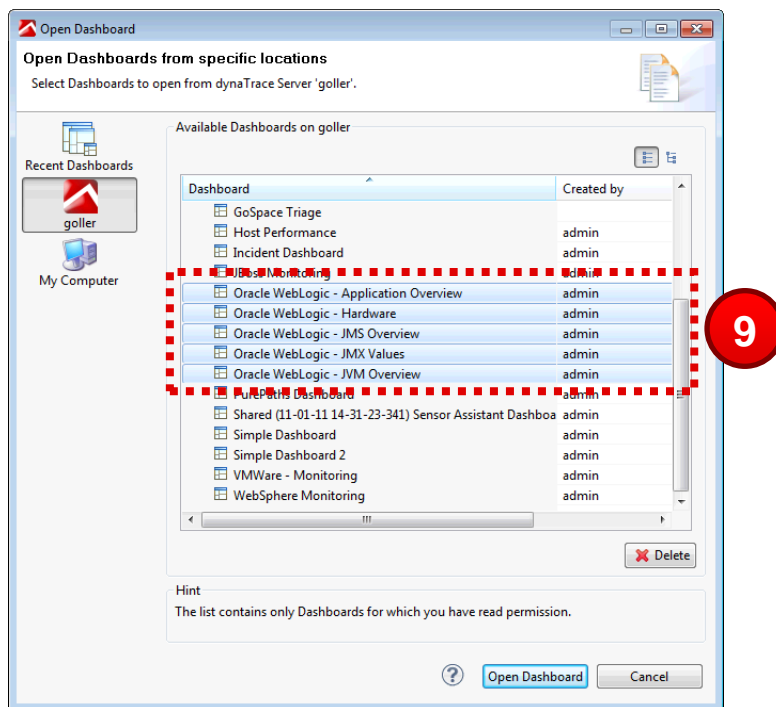 Open Dashboard
Open Dashboards from specific locations
Select Dashboards to open from dynaTrace Server 'goller'.
Recent Dashboards
goller
My Computer
Available Dashboards on goller
Dashboard Created by
GoSpace Triage
Host Performance admin
Incident Dashboard admin
JBoss Monitoring admin
Oracle WebLogic - Application Overview admin
Oracle WebLogic - Hardware admin
Oracle WebLogic - JMS Overview admin
Oracle WebLogic - JMX Values admin
Oracle WebLogic - JVM Overview admin
9
PurePaths Dashboard admin
Shared (11-01-11 14-31-23-341) Sensor Assistant Dashboa admin
Simple Dashboard admin
Simple Dashboard 2 admin
VMWare - Monitoring admin
WebSphere Monitoring admin
Delete
Hint
The list contains only Dashboards for which you have read permission.
? Open Dashboard Cancel